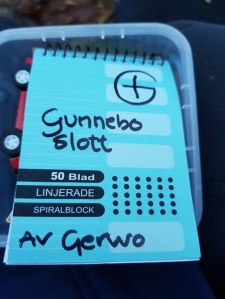 Gunnebo
slott
50 Blad
LINJERADE
SPIRALBLOCK
Av Gerwo